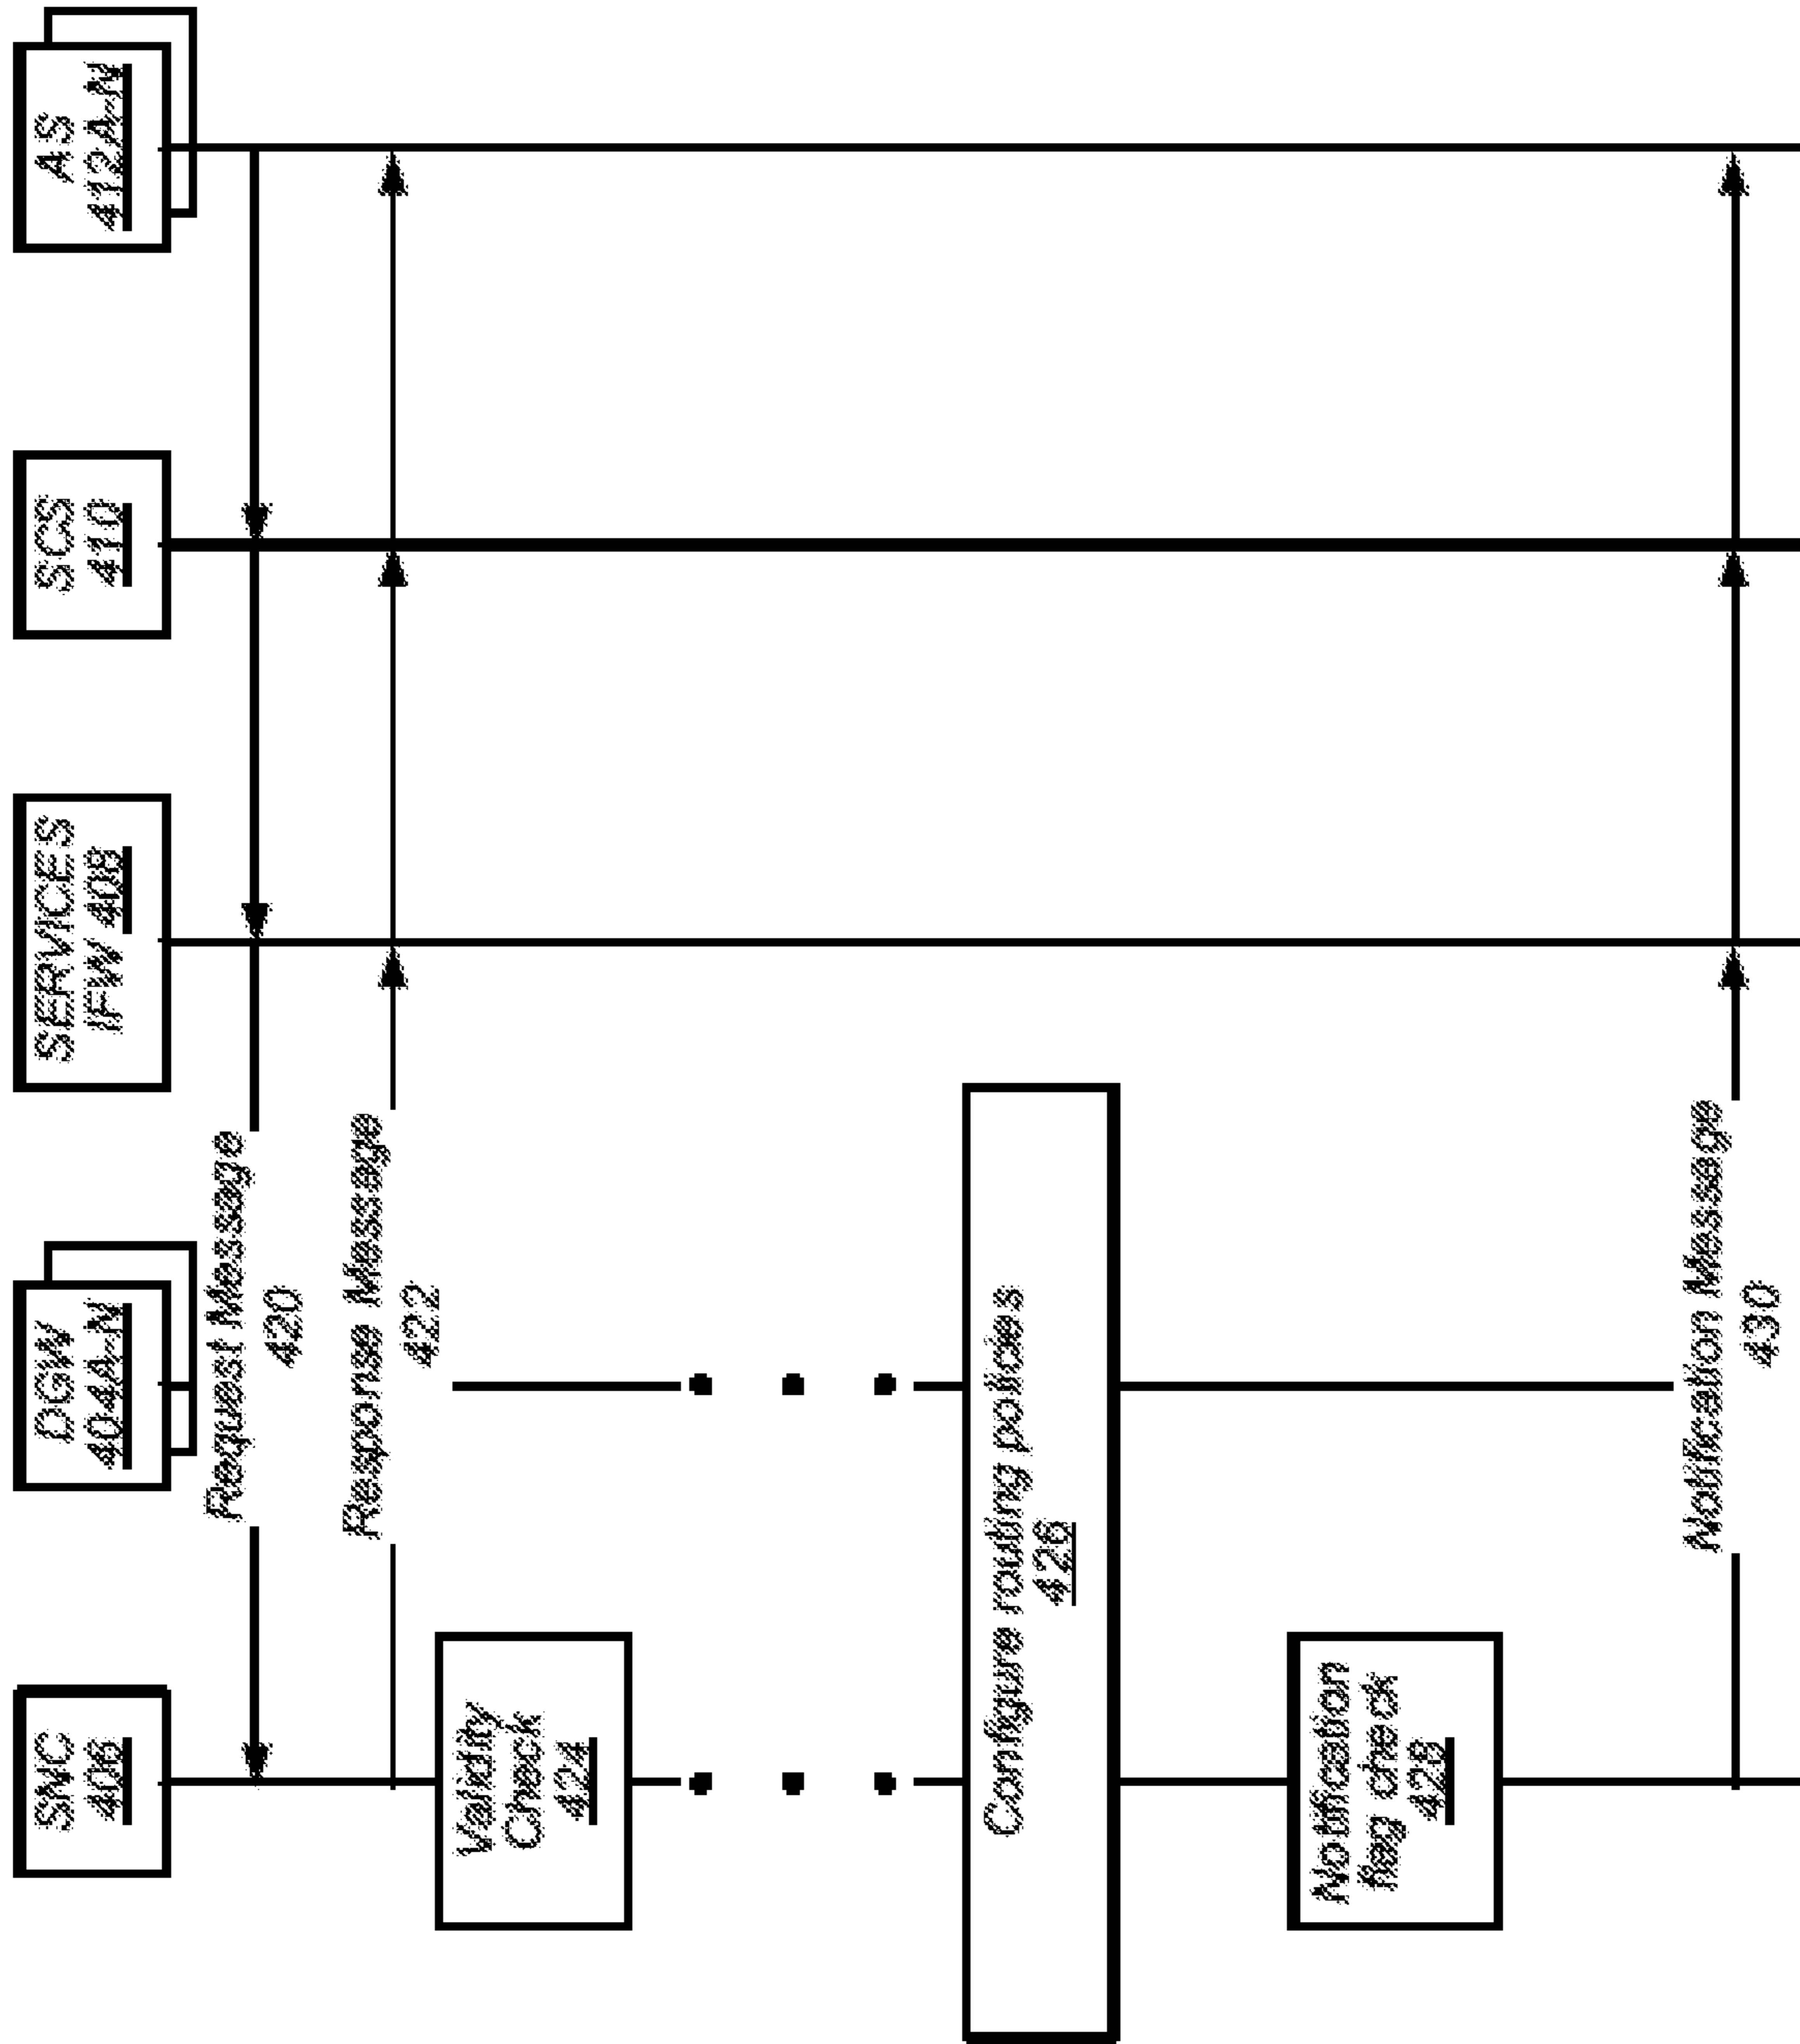 SNC
406
DGW
404A-N
SERVICES
IFW 408
SCS
410
AS
412A-N
Request Message
420
Response Message
422
Validity
Check
424
Configure routing policies
426
Notification
flag check
428
Notification Message
430